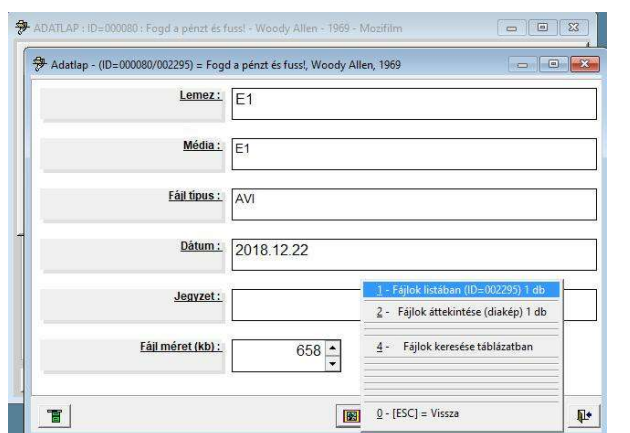 ADATLAP : ID=000080 : Fogd a pénzt és fuss! - Woody Allen - 1969 - Mozifilm
Adatlap - (ID=000080/002295) = Fogd a pénzt és fuss!, Woody Allen, 1969
Lemez : E1
Média : E1
Fájl típus : AVI
Dátum : 2018.12.22
Jegyzet :
1 - Fájlok listában (ID=002295) 1 db
2 - Fájlok áttekintése (diakép) 1 db
Fájl méret (kb) : 658
4 - Fájlok keresése táblázatban
0 - [ESC] = Vissza